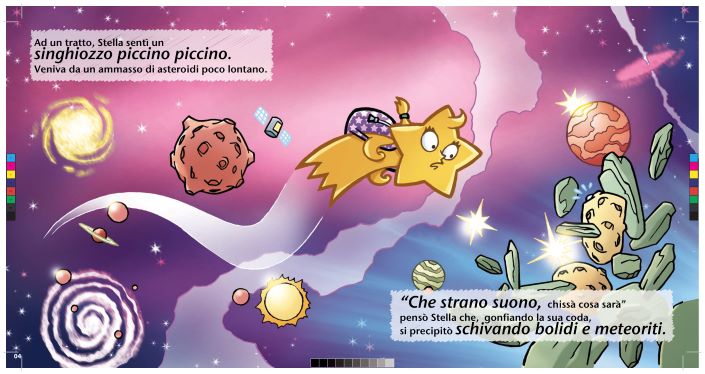 Ad un tratto, Stella sentì un
singhiozzo piccino piccino.
Veniva da un ammasso di asteroidi poco lontano.
“Che strano suono, chissà cosa sarà”
pensò Stella che, gonfiando la sua coda,
si precipitò schivando bolidi e meteoriti.
04